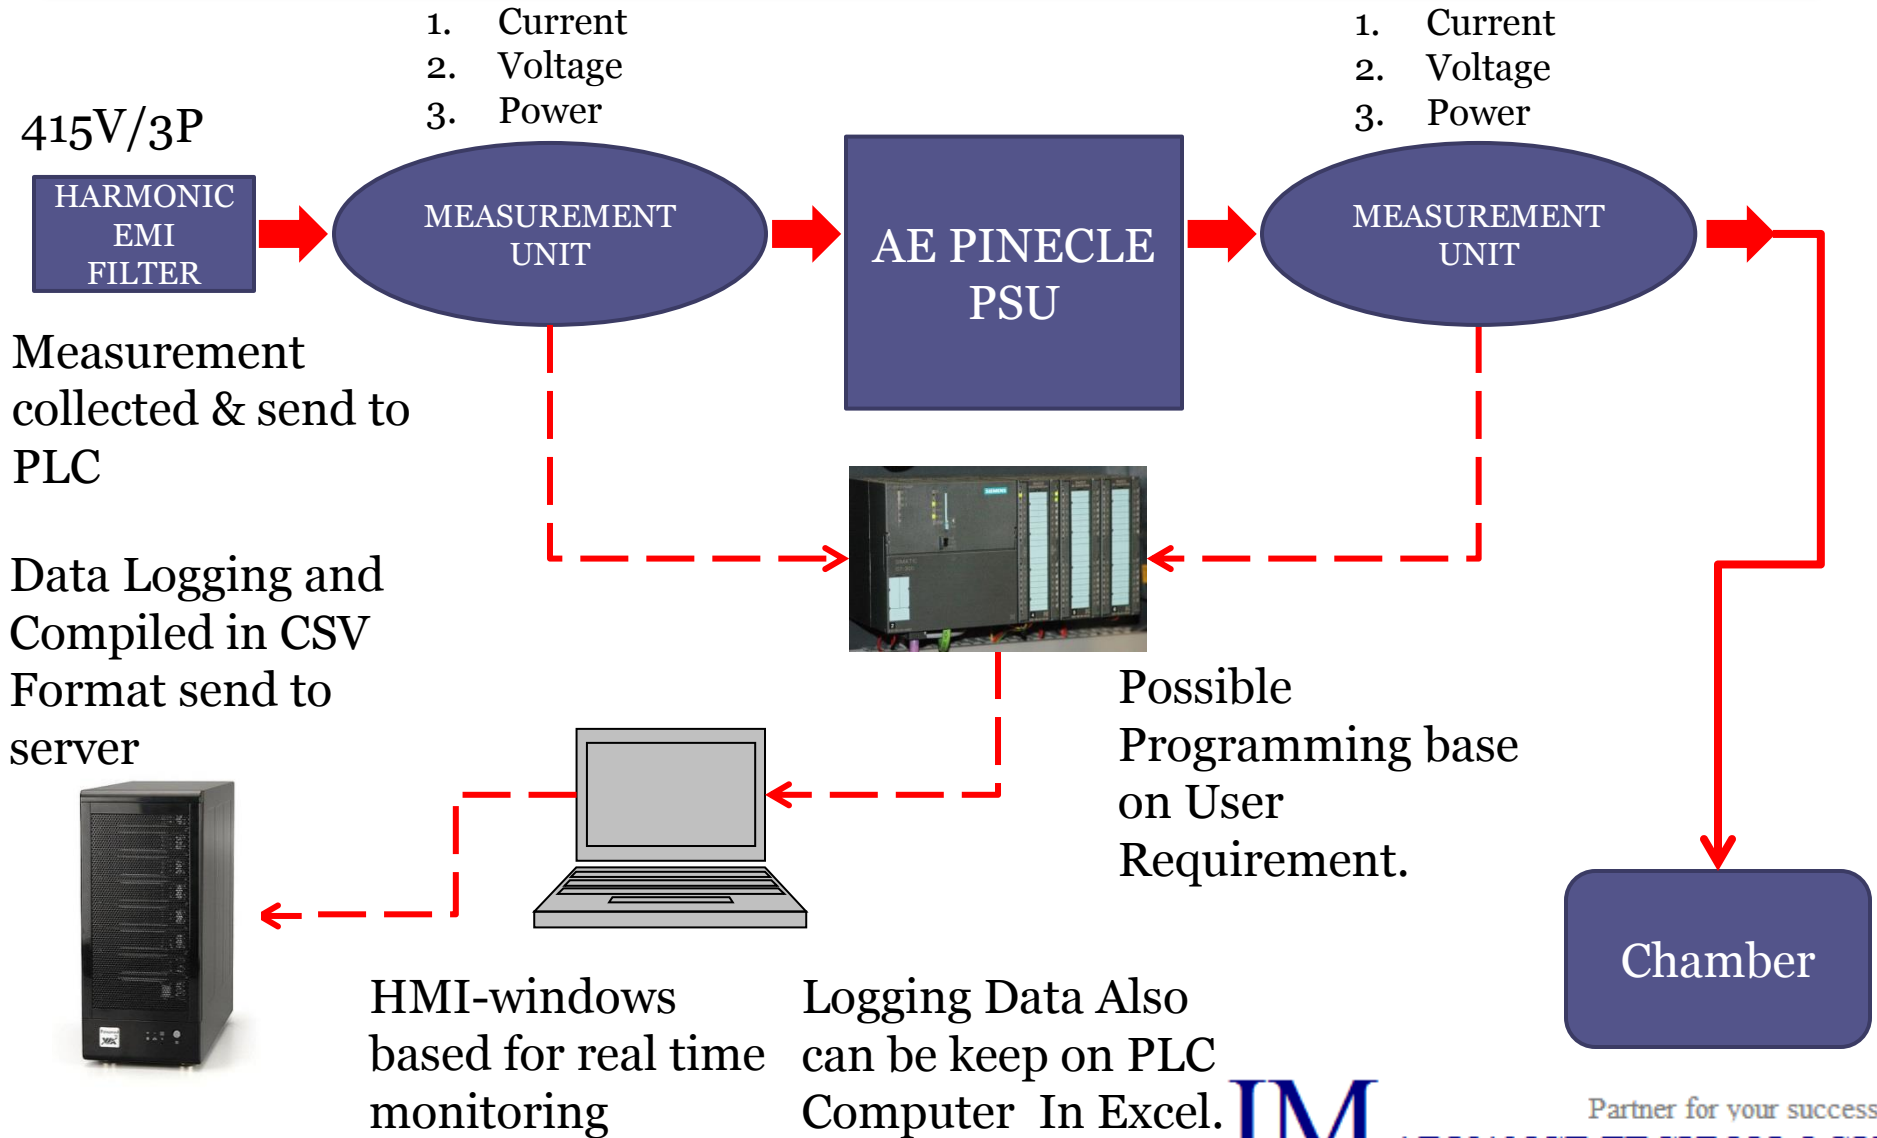 1. Current
2. Voltage
3. Power
1. Current
2. Voltage
3. Power
415V/3P
HARMONIC
EMI
FILTER
MEASUREMENT
UNIT
AE PINECLE
PSU
MEASUREMENT
UNIT
Measurement
collected & send to
PLC
SIEMENS
Data Logging and
Compiled in CSV
Format send to
server
Possible
Programming base
on User
Requirement.
Chamber
HMI-windows
based for real time
monitoring
Logging Data Also
can be keep on PLC
Computer In Excel.
Partner for your success